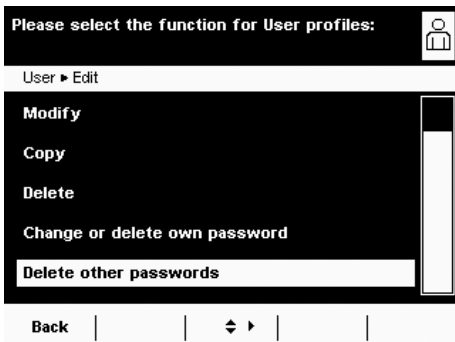 Please select the function for User profiles:
User ▸ Edit
Modify
Copy
Delete
Change or delete own password
Delete other passwords
Back